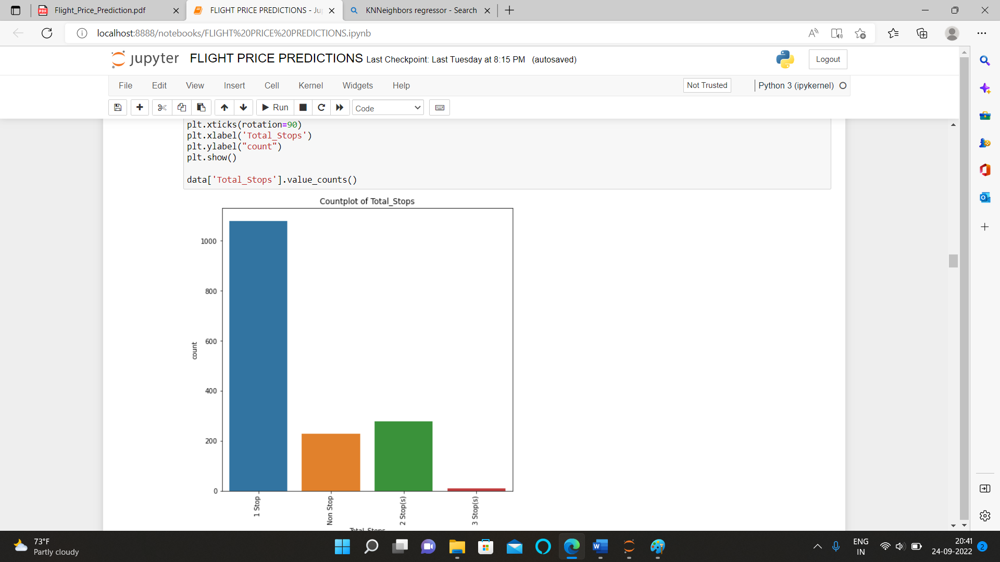 Flight_Price_Prediction.pdf
FLIGHT PRICE PREDICTIONS - Ju
KNNeighbors regressor - Search
localhost:8888/notebooks/FLIGHT%20PRICE%20PREDICTIONS.ipynb
jupyter FLIGHT PRICE PREDICTIONS Last Checkpoint: Last Tuesday at 8:15 PM (autosaved)
Logout
File Edit View Insert Cell Kernel Widgets Help
Not Trusted
Python 3 (ipykernel)
Run
Code
plt.xticks(rotation=90)
plt.xlabel('Total_Stops')
plt.ylabel("count")
plt.show()
data['Total_Stops'].value_counts()
Countplot of Total_Stops
1000
800
600
400
200
0
count
1 Stop
Non Stop
2 Stop(s)
3 Stop(s)
Total_Stops
73°F
Partly cloudy
ENG
IN
20:41
24-09-2022
2